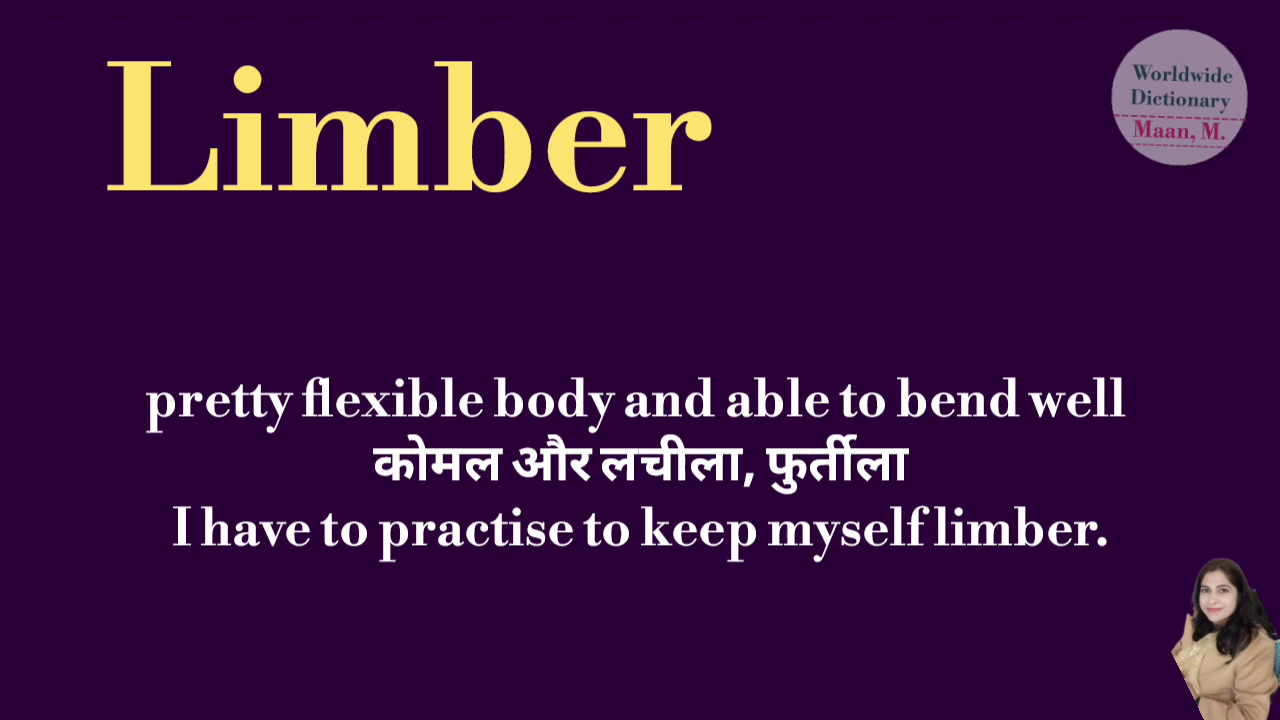 Limber
Worldwide
Dictionary
Maan, M.
pretty flexible body and able to bend well
कोमल और लचीला, फुर्तीला
I have to practise to keep myself limber.